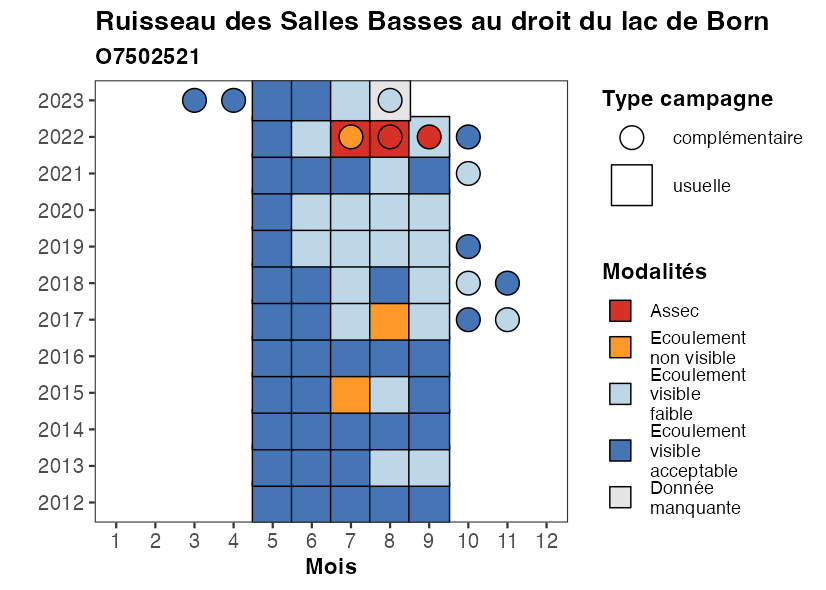 Ruisseau des Salles Basses au droit du lac de Born
O7502521
2023
2022
2021
2020
2019
2018
2017
2016
2015
2014
2013
2012
1 2 3 4 5 6 7 8 9 10 11 12
Mois
Type campagne
complémentaire
usuelle
Modalités
Assec
Ecoulement
non visible
Ecoulement
visible
faible
Ecoulement
visible
acceptable
Donnée
manquante